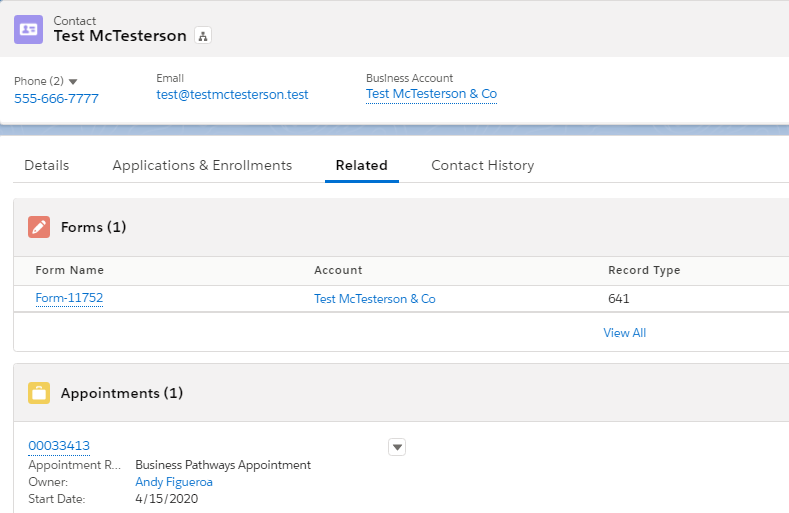 Contact
Test McTesterson
Phone (2) Email Business Account
555-666-7777 test@testmctesterson.test Test McTesterson & Co
Details Applications & Enrollments Related Contact History
Forms (1)
Form Name Account Record Type
Form-11752 Test McTesterson & Co 641
View All
Appointments (1)
00033413
Appointment R... Business Pathways Appointment
Owner: Andy Figueroa
Start Date: 4/15/2020